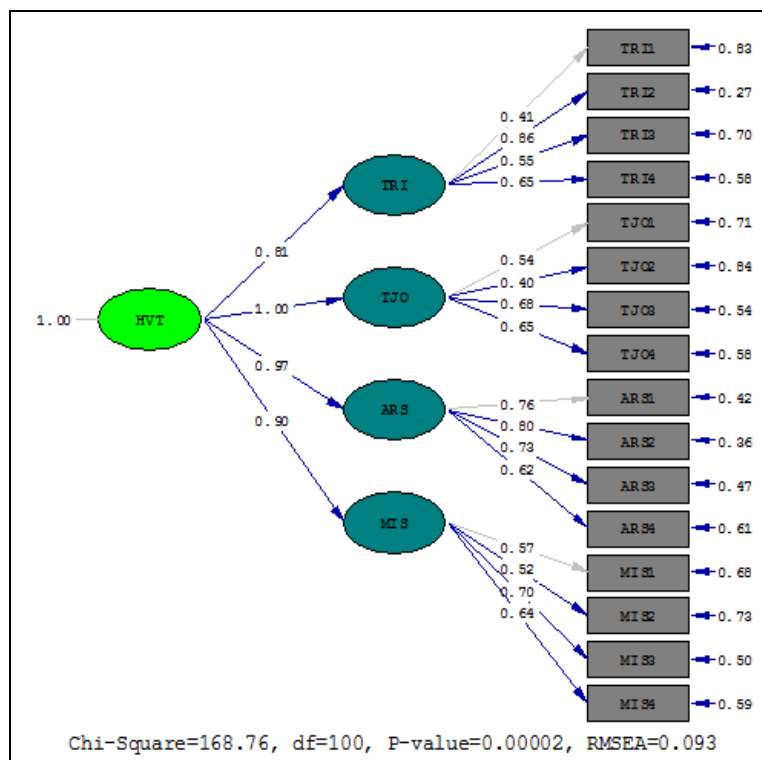 TRI1
0.83
TRI2
0.27
TRI3
0.70
TRI4
0.58
TJO1
0.71
TJO2
0.84
TJO3
0.54
TJO4
0.58
ARS1
0.42
ARS2
0.36
ARS3
0.47
ARS4
0.61
MIS1
0.68
MIS2
0.73
MIS3
0.50
MIS4
0.59
0.41
0.86
0.55
0.65
TRI
0.54
0.40
0.68
0.65
TJO
0.76
0.80
0.73
0.62
ARS
0.57
0.52
0.70
0.64
MIS
0.81
1.00
0.97
0.90
1.00
HVT
Chi-Square=168.76, df=100, P-value=0.00002, RMSEA=0.093